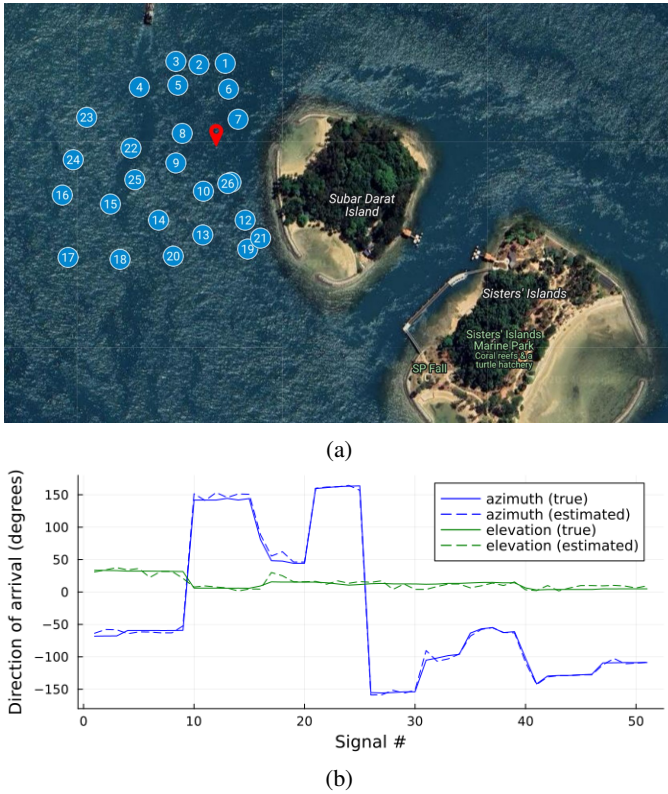 3
2
1
4
5
6
23
7
8
22
24
9
25
26
16
10
15
14
12
13
21
19
17
18
20
Subar Darat
Island
Sisters' Islands
Sisters' Islands
Marine Park
Coral reefs & a
turtle hatchery
SP Fall
(a)
Direction of arrival (degrees)
150
100
50
0
−50
−100
−150
0
10
20
30
40
50
Signal #
azimuth (true)
azimuth (estimated)
elevation (true)
elevation (estimated)
(b)